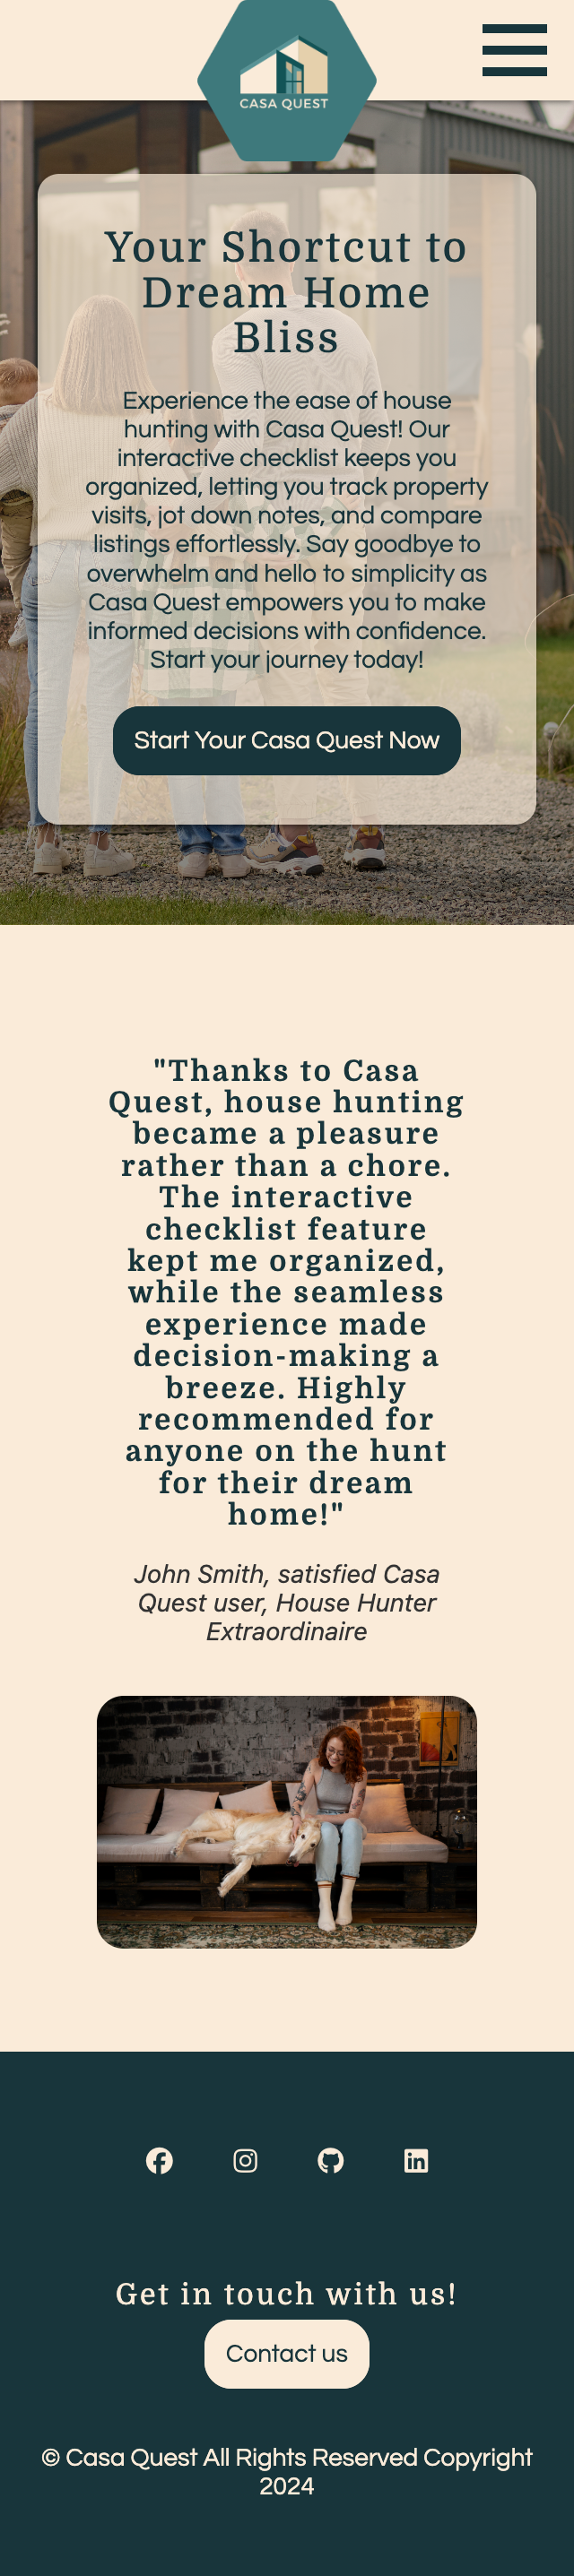 CASA QUEST
Your Shortcut to
Dream Home
Bliss
Experience the ease of house
hunting with Casa Quest! Our
interactive checklist keeps you
organized, letting you track property
visits, jot down notes, and compare
listings effortlessly. Say goodbye to
overwhelm and hello to simplicity as
Casa Quest empowers you to make
informed decisions with confidence.
Start your journey today!
Start Your Casa Quest Now
"Thanks to Casa
Quest, house hunting
became a pleasure
rather than a chore.
The interactive
checklist feature
kept me organized,
while the seamless
experience made
decision-making a
breeze. Highly
recommended for
anyone on the hunt
for their dream
home!"
John Smith, satisfied Casa
Quest user, House Hunter
Extraordinaire
Get in touch with us!
Contact us
© Casa Quest All Rights Reserved Copyright
2024